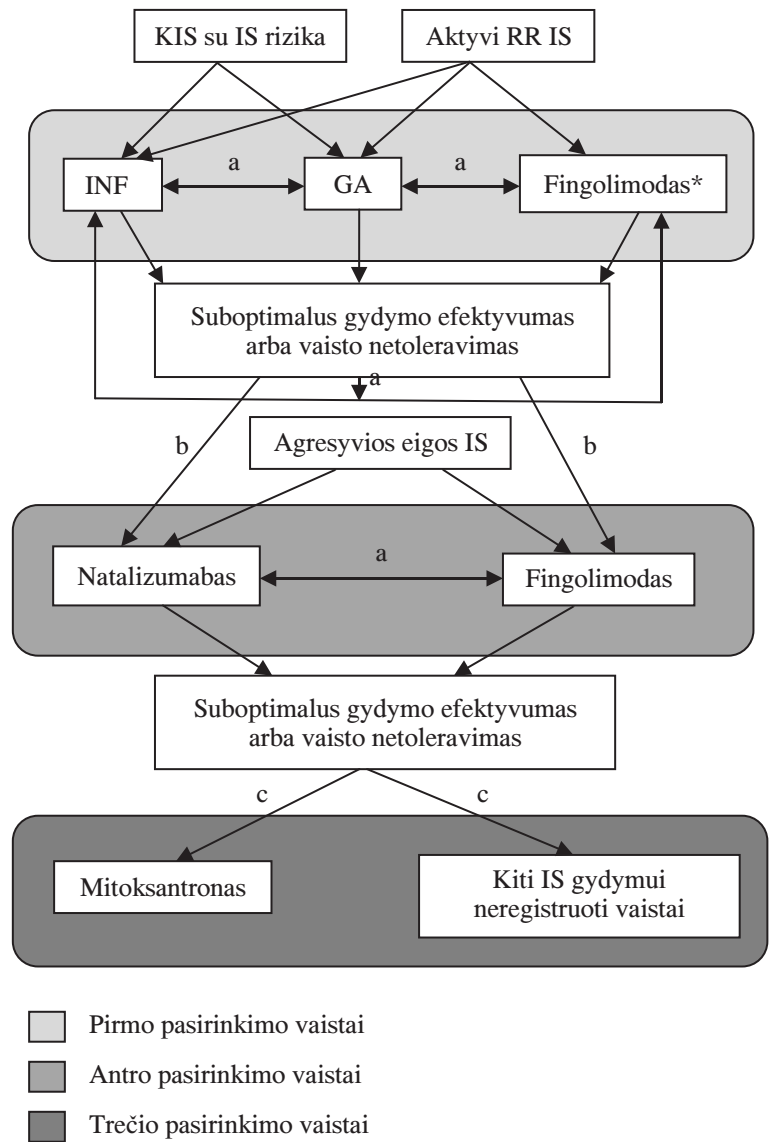 KIS su IS rizika
Aktyvi RR IS
a
a
INF
GA
Fingolimodas*
Suboptimalus gydymo efektyvumas
arba vaisto netoleravimas
a
b
Agresyvios eigos IS
b
Natalizumabas
a
Fingolimodas
Suboptimalus gydymo efektyvumas
arba vaisto netoleravimas
c
c
Mitoksantronas
Kiti IS gydymui
neregistruoti vaistai
Pirmo pasirinkimo vaistai
Antro pasirinkimo vaistai
Trečio pasirinkimo vaistai